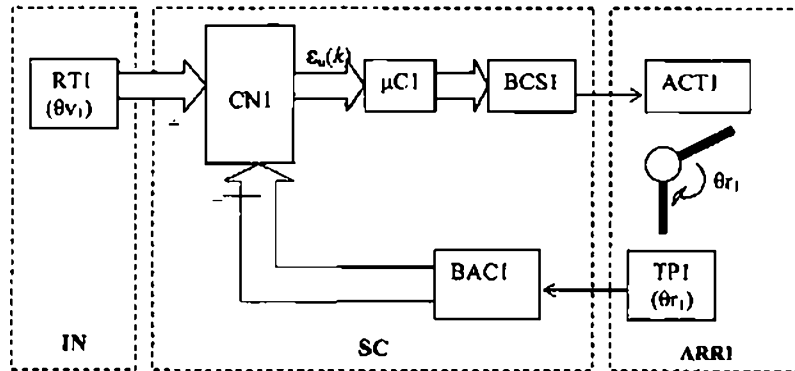 RT1
(θv₁)
CN1
εᵤ(k)
μC1
BCS1
ACT1
θr₁
BAC1
TP1
(θr₁)
IN
SC
ARR1